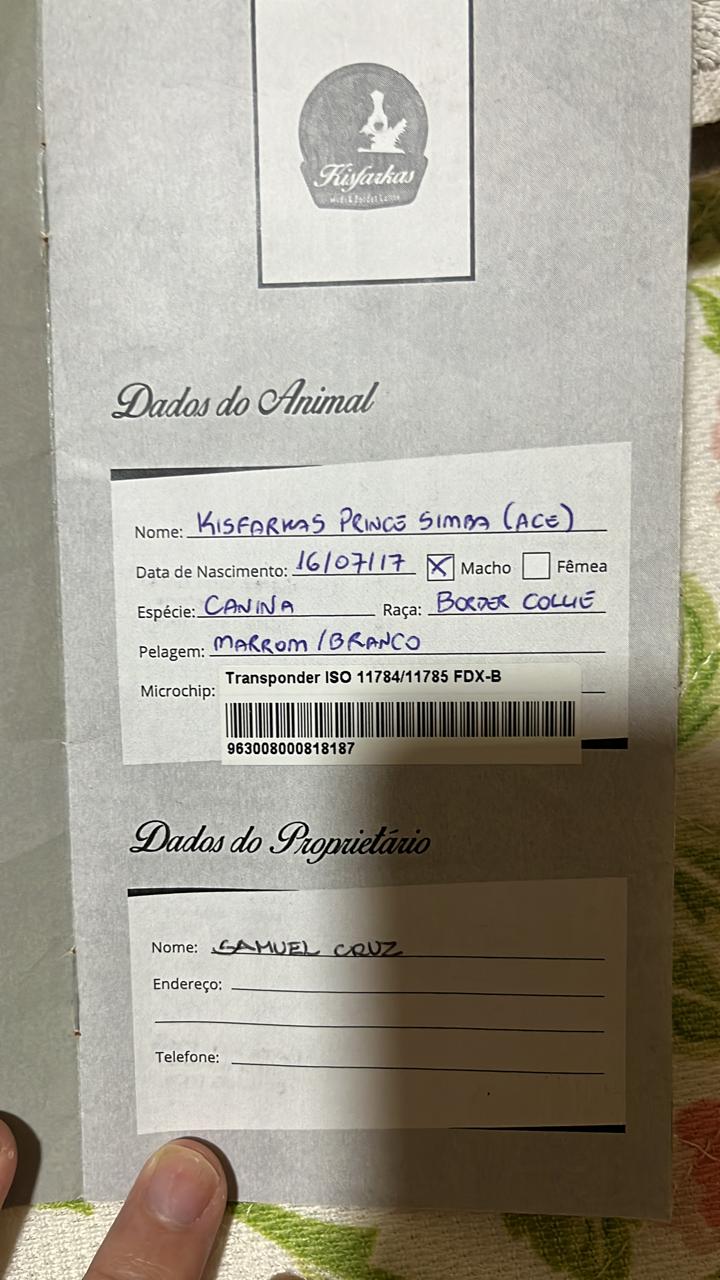 Kisfarkas
Dados do Animal
Nome: KISFARKAS PRINCE SIMBA (ACE)
Data de Nascimento: 16/07/17 X Macho Fêmea
Espécie: CANINA Raça: BORDER COLLIE
Pelagem: MARROM/BRANCO
Microchip: Transponder ISO 11784/11785 FDX-B
963008000818187
Dados do Proprietário
Nome: SAMUEL CRUZ
Endereço:
Telefone: